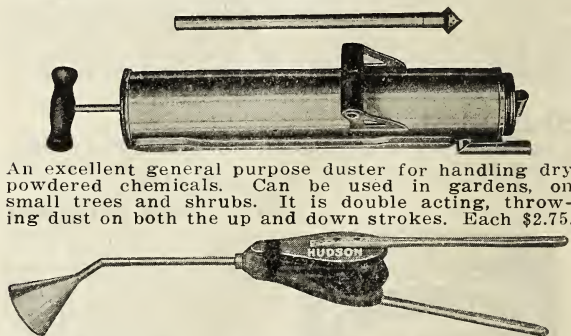 An excellent general purpose duster for handling dry
powdered chemicals. Can be used in gardens, on
small trees and shrubs. It is double acting, throw-
ing dust on both the up and down strokes. Each $2.75.
HUDSON